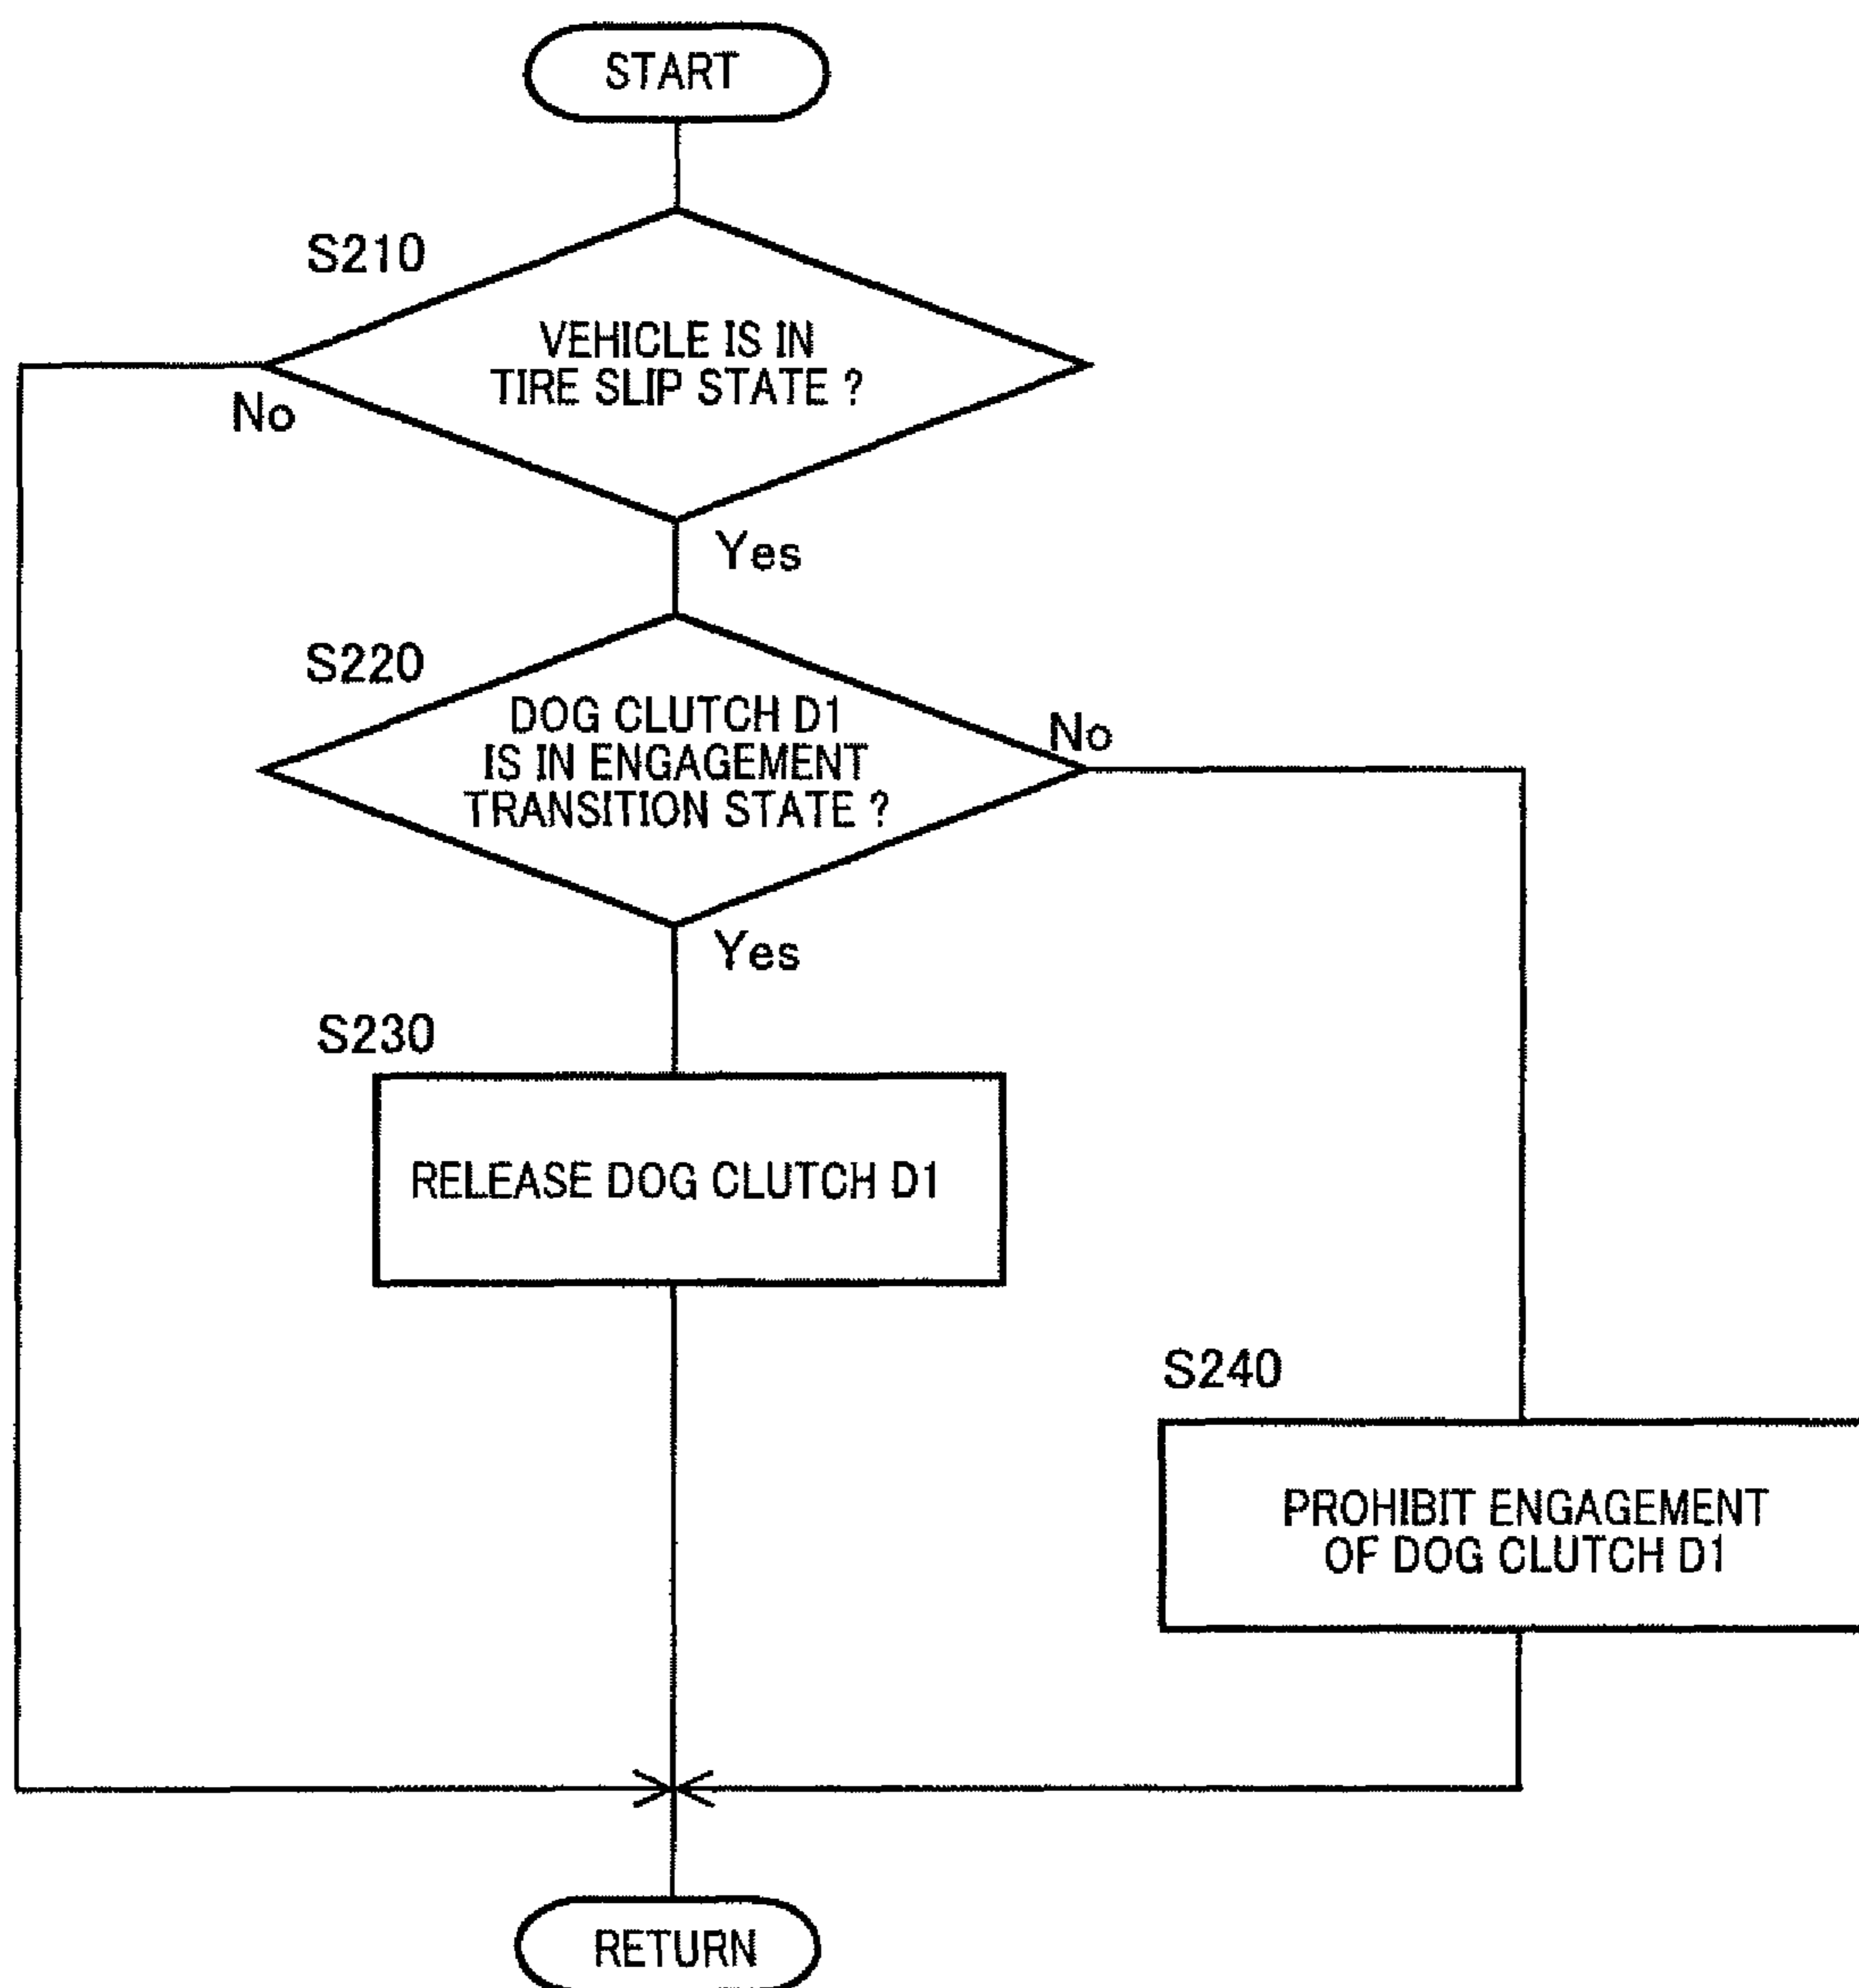 START
S210
VEHICLE IS IN
TIRE SLIP STATE ?
No
Yes
S220
DOG CLUTCH D1
IS IN ENGAGEMENT
TRANSITION STATE ?
No
Yes
S230
RELEASE DOG CLUTCH D1
S240
PROHIBIT ENGAGEMENT
OF DOG CLUTCH D1
RETURN